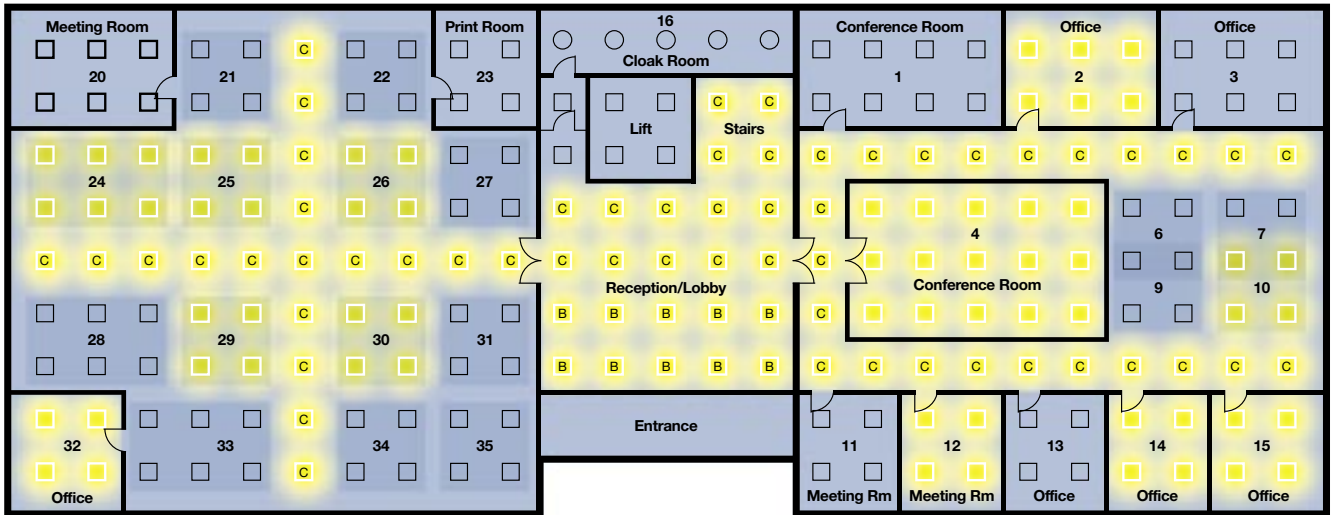 Meeting Room Print Room 16 Conference Room Office Office
C
Cloak Room
20 21 22 23 1 2 3
C C C
Lift Stairs
C C C C C C C C C C C C C
24 25 26 27
C C C C C C C
4 6 7
C C C C C C C C C C C C C C C C
Reception/Lobby Conference Room 9 10
C B B B B B C
28 29 30 31
C B B B B B C C C C C C C C C C
C
Entrance
32 33 34 35 11 12 13 14 15
C
Office Meeting Rm Meeting Rm Office Office Office